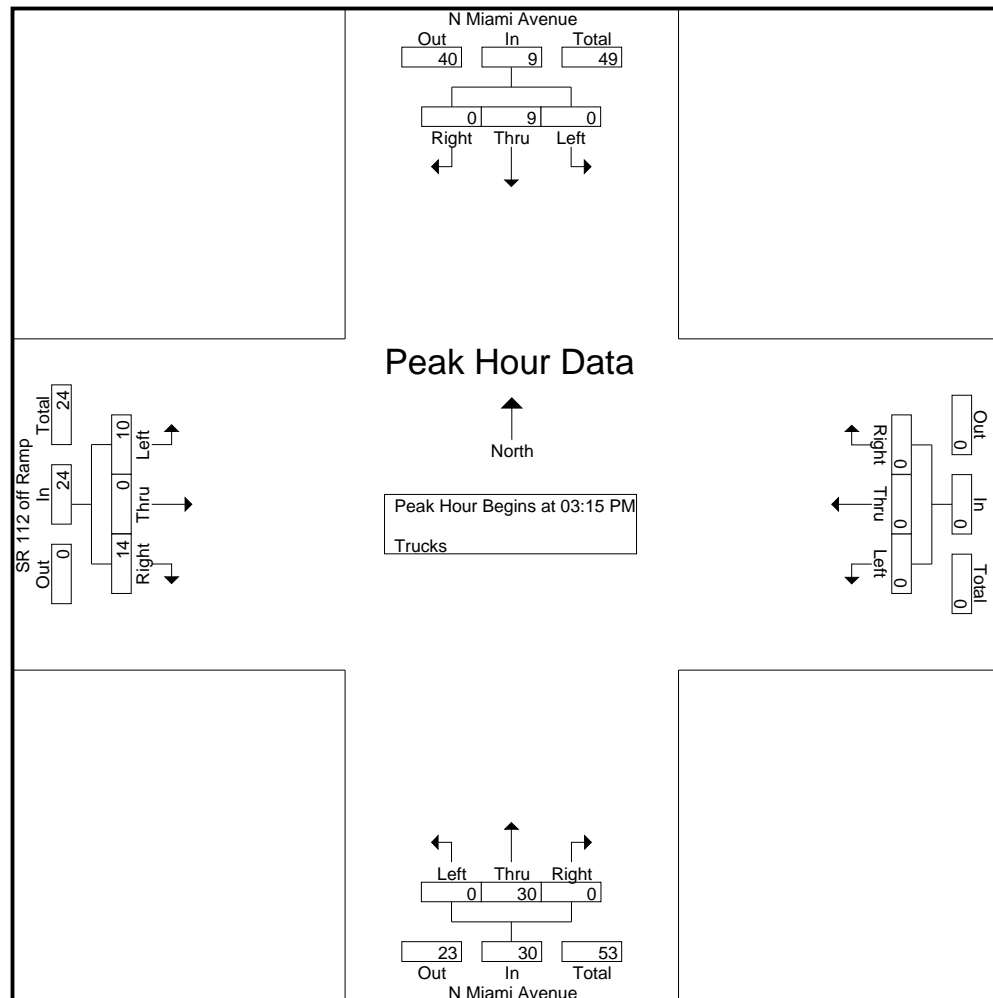 N Miami Avenue
Out In Total
40 9 49
0 9 0
Right Thru Left
Peak Hour Data
North
Peak Hour Begins at 03:15 PM
Trucks
SR 112 off Ramp
Total In Out
24 24 0
10 0 14
Left Thru Right
Right Thru Left
0 0 0
Out In Total
0 0 0
Left Thru Right
0 30 0
23 30 53
Out In Total
N Miami Avenue